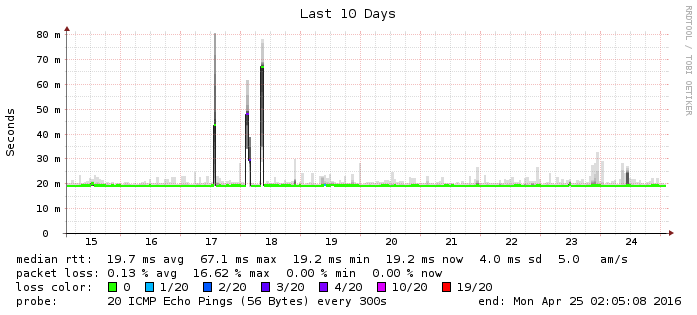 Last 10 Days
RRDTOOL / TOBI OETIKER
Seconds
80 m
70 m
60 m
50 m
40 m
30 m
20 m
10 m
0
15 16 17 18 19 20 21 22 23 24
median rtt: 19.7 ms avg 67.1 ms max 19.2 ms min 19.2 ms now 4.0 ms sd 5.0 am/s
packet loss: 0.13 % avg 16.62 % max 0.00 % min 0.00 % now
loss color: 0 1/20 2/20 3/20 4/20 10/20 19/20
probe: 20 ICMP Echo Pings (56 Bytes) every 300s end: Mon Apr 25 02:05:08 2016